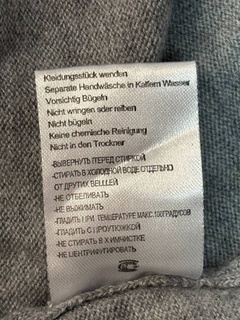 Kleidungsstück wenden
Separate Handwäsche in Kaltem Wasser
Vorsichtig Bügeln
Nicht wringen oder reiben
Nicht bügeln
Keine chemische Reinigung
Nicht in den Trockner
-ВЫВЕРНУТЬ ПЕРЕД СТИРКОЙ
-СТИРАТЬ В ХОЛОДНОЙ ВОДЕ ОТДЕЛЬНО
ОТ ДРУГИХ ВЕЩЕЙ
-НЕ ОТБЕЛИВАТЬ
-НЕ ВЫЖИМАТЬ
-ГЛАДИТЬ ПРИ ТЕМПЕРАТУРЕ МАКС.100ГРАДУСОВ
-ГЛАДИТЬ С ПРОУТЮЖКОЙ
-НЕ СТИРАТЬ В ХИМЧИСТКЕ
-НЕ ЦЕНТРИФУГИРОВАТЬ